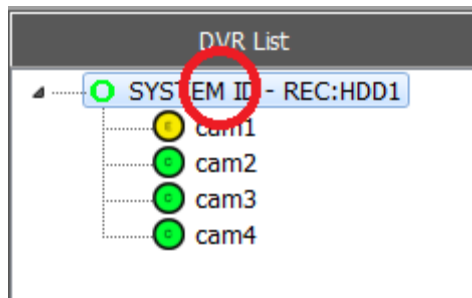 DVR List
SYSTEM ID - REC:HDD1
E cam1
C cam2
C cam3
C cam4